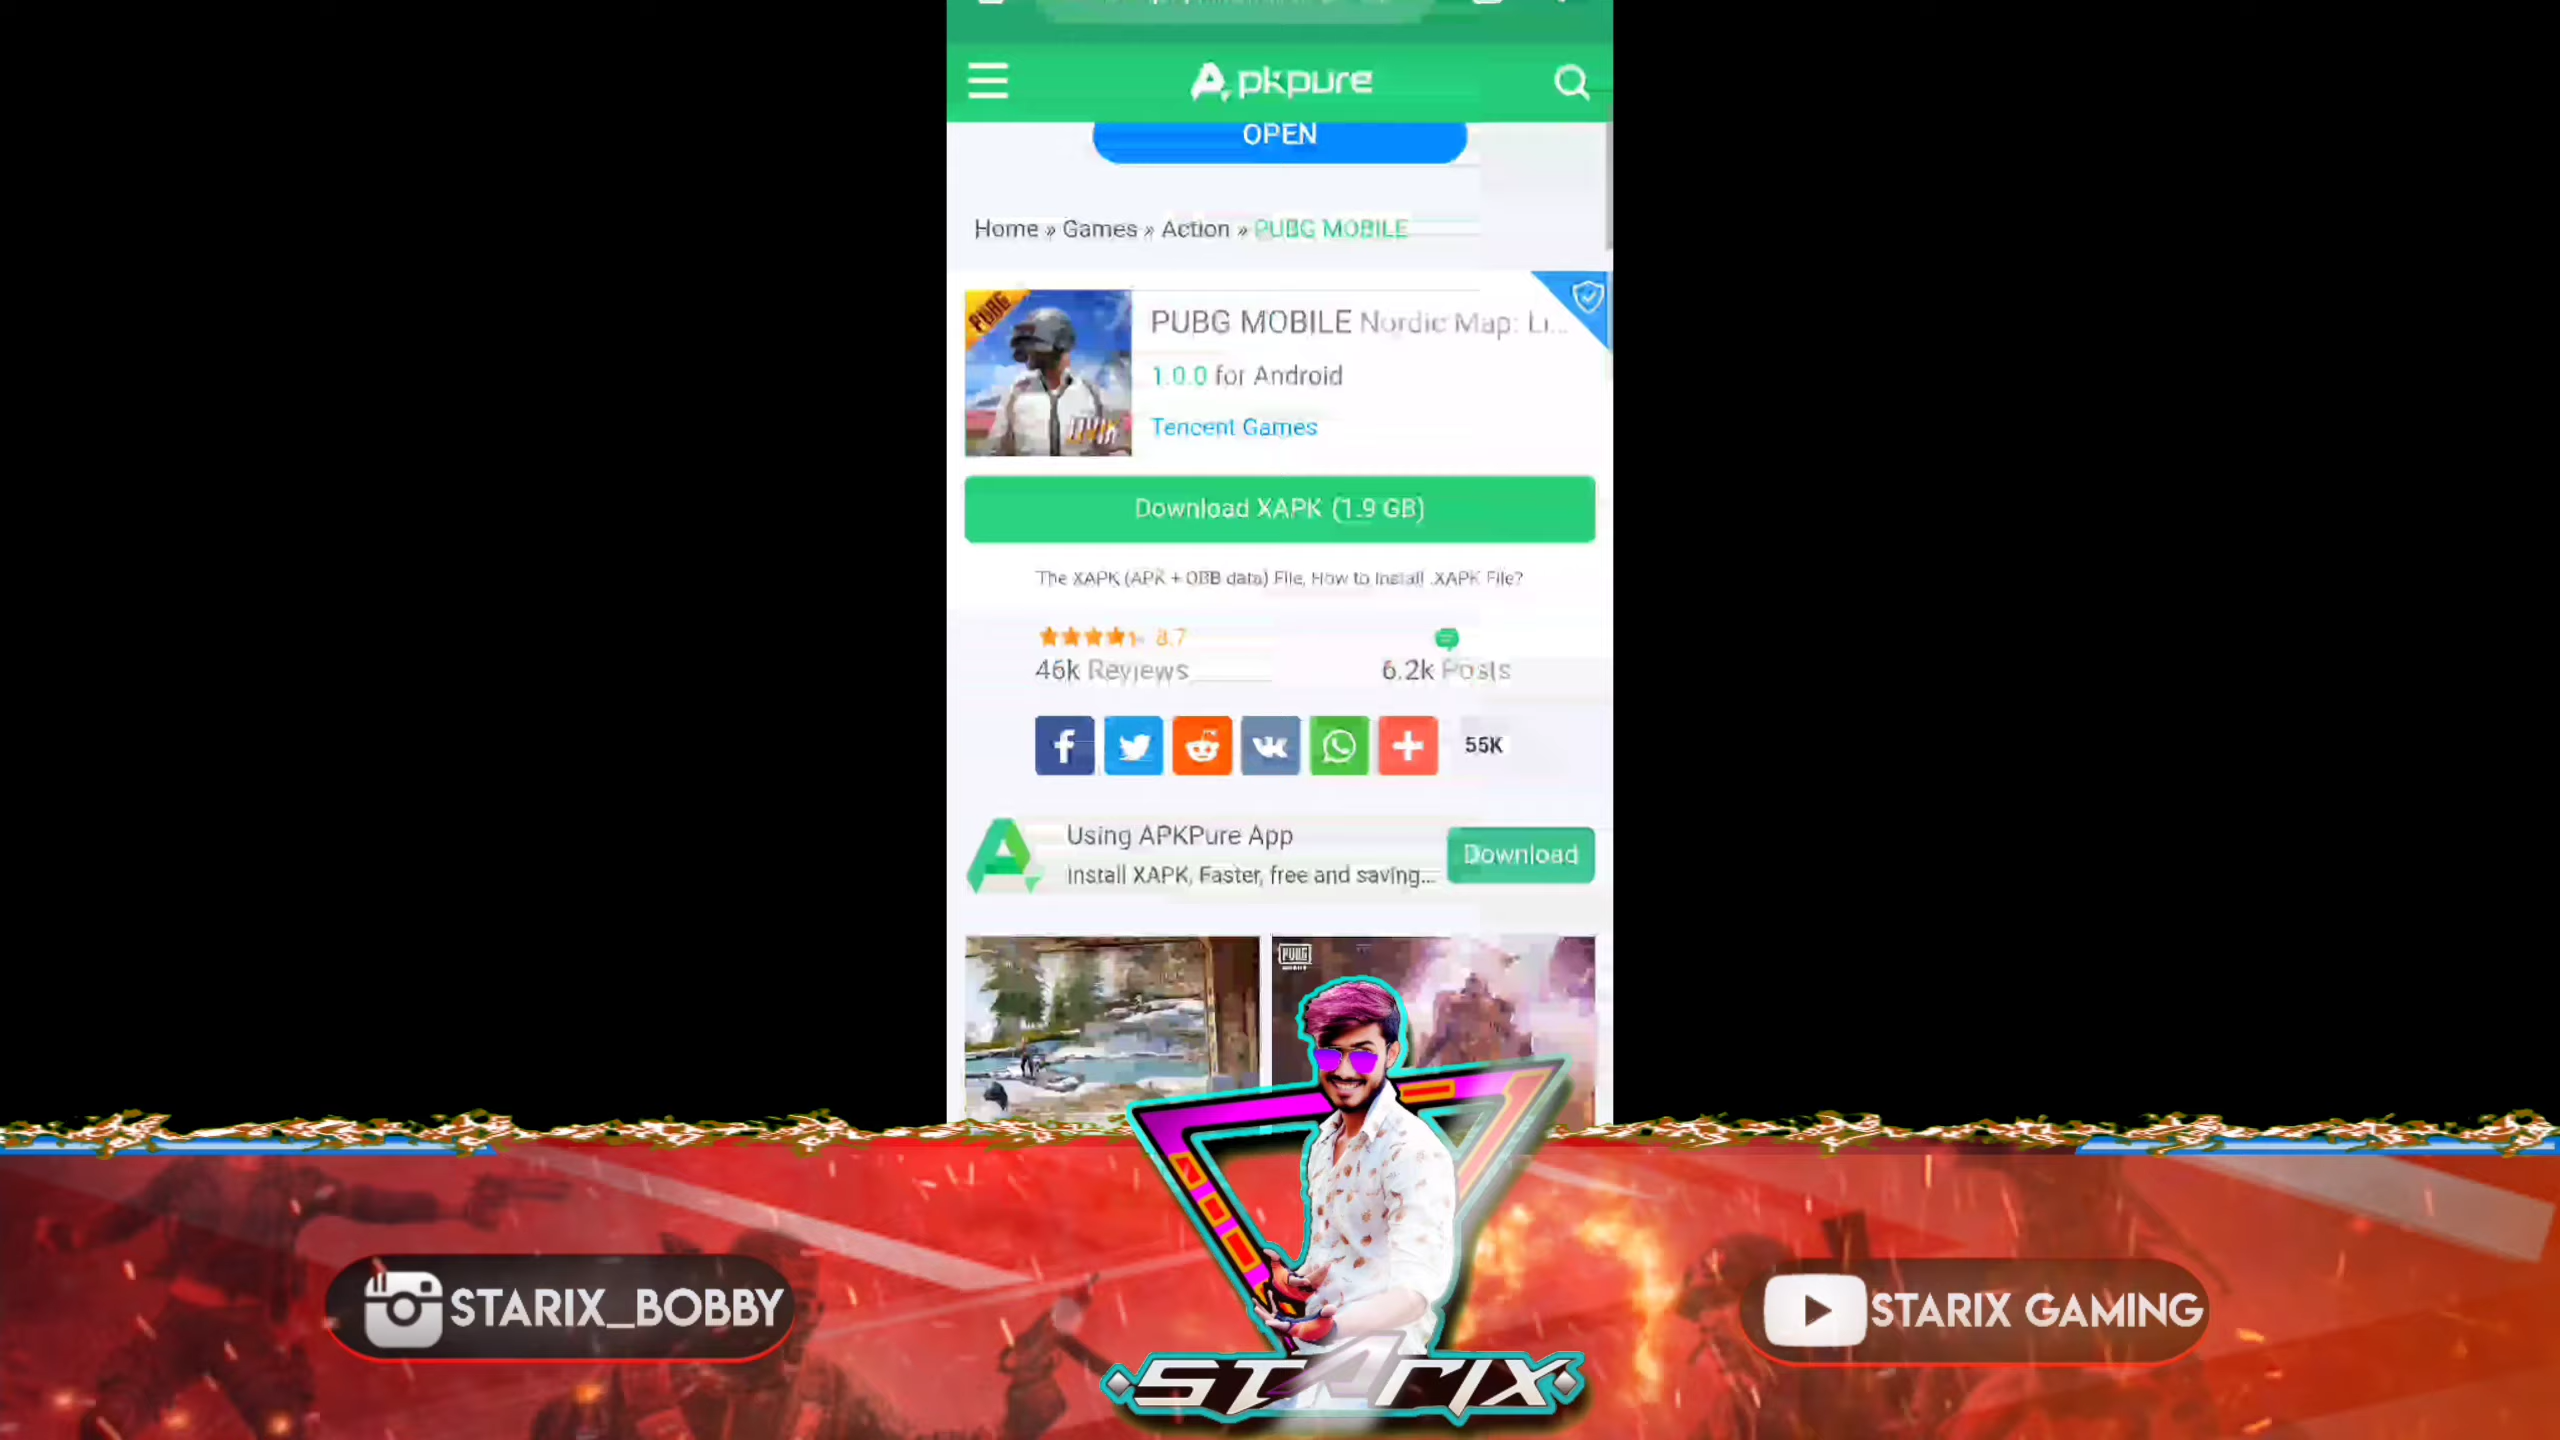 Apkpure
OPEN
Home » Games » Action » PUBG MOBILE
PUBG
PUBG MOBILE Nordic Map: Li...
1.0.0 for Android
Tencent Games
Download XAPK (1.9 GB)
The XAPK (APK + OBB data) File, How to install .XAPK File?
8.7
46k Reviews
6.2k Posts
55K
Using APKPure App
Install XAPK, Faster, free and saving...
Download
PUBG
MOBILE
STARIX_BOBBY
STARIX GAMING
STARIX